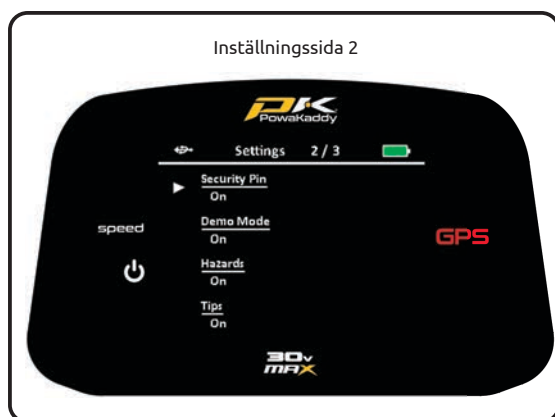 Inställningssida 2
PK
PowaKaddy
Settings 2 / 3
Security Pin
On
speed
Demo Mode
On
GPS
Hazards
On
Tips
On
30v
MAX